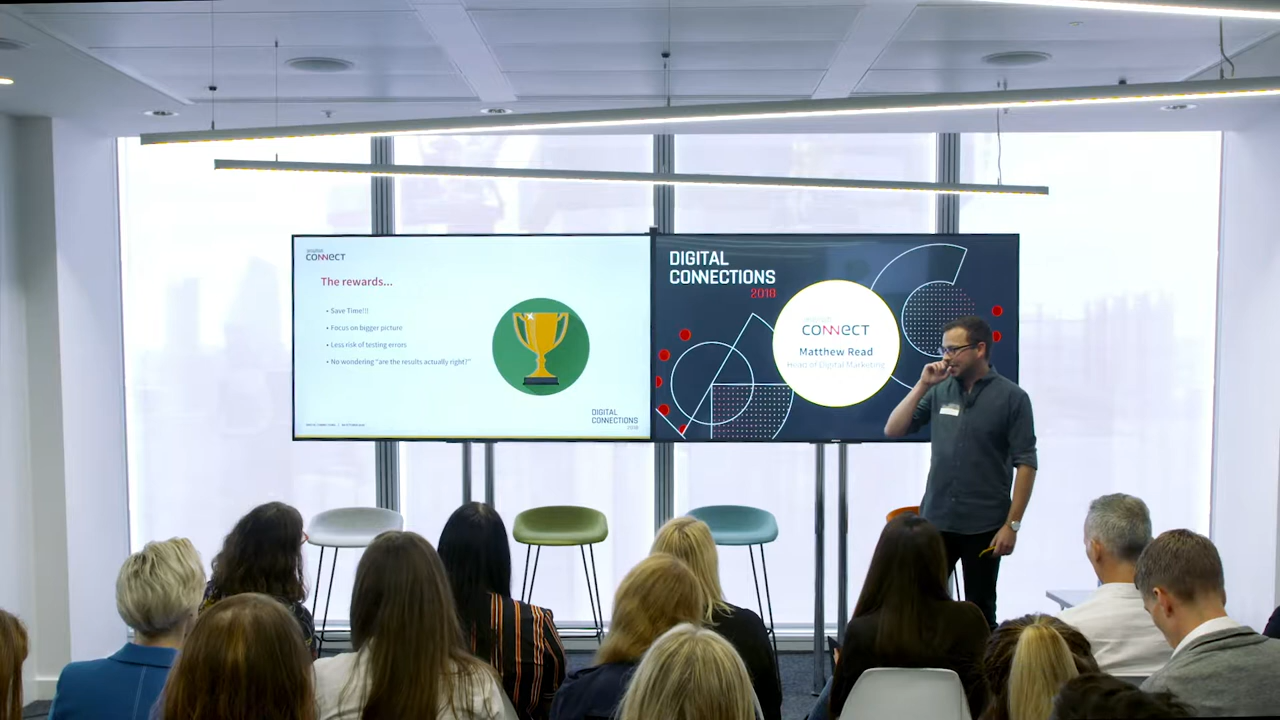 CONNECT
The rewards...
• Save Time!!!
• Focus on bigger picture
• Less risk of testing errors
• No wondering "are the results actually right?"
DIGITAL
CONNECTIONS
2018
DIGITAL
CONNECTIONS
2018
CONNECT
Matthew Read
Head of Digital Marketing